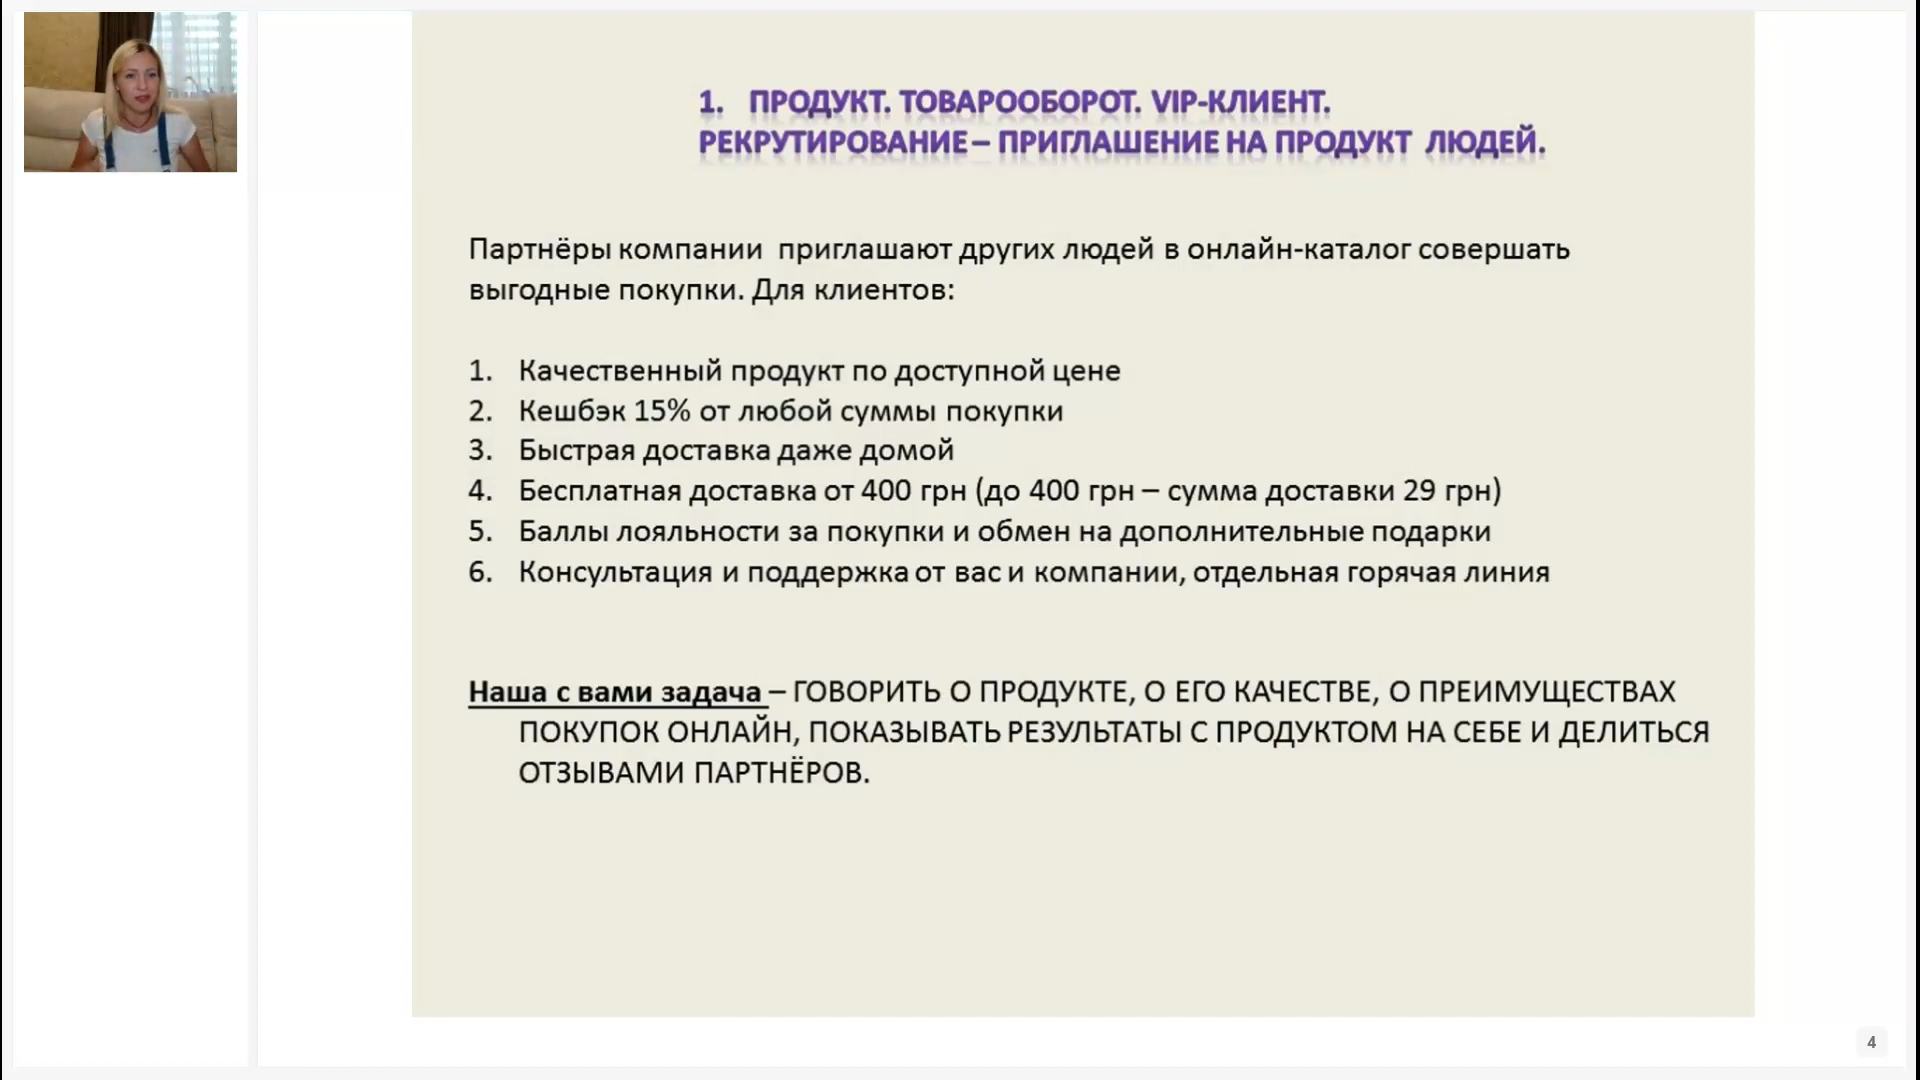 1. ПРОДУКТ. ТОВАРООБОРОТ. VIP-КЛИЕНТ.
РЕКРУТИРОВАНИЕ – ПРИГЛАШЕНИЕ НА ПРОДУКТ ЛЮДЕЙ.
Партнёры компании приглашают других людей в онлайн-каталог совершать
выгодные покупки. Для клиентов:
1. Качественный продукт по доступной цене
2. Кешбэк 15% от любой суммы покупки
3. Быстрая доставка даже домой
4. Бесплатная доставка от 400 грн (до 400 грн – сумма доставки 29 грн)
5. Баллы лояльности за покупки и обмен на дополнительные подарки
6. Консультация и поддержка от вас и компании, отдельная горячая линия
Наша с вами задача – ГОВОРИТЬ О ПРОДУКТЕ, О ЕГО КАЧЕСТВЕ, О ПРЕИМУЩЕСТВАХ
ПОКУПОК ОНЛАЙН, ПОКАЗЫВАТЬ РЕЗУЛЬТАТЫ С ПРОДУКТОМ НА СЕБЕ И ДЕЛИТЬСЯ
ОТЗЫВАМИ ПАРТНЁРОВ.
4